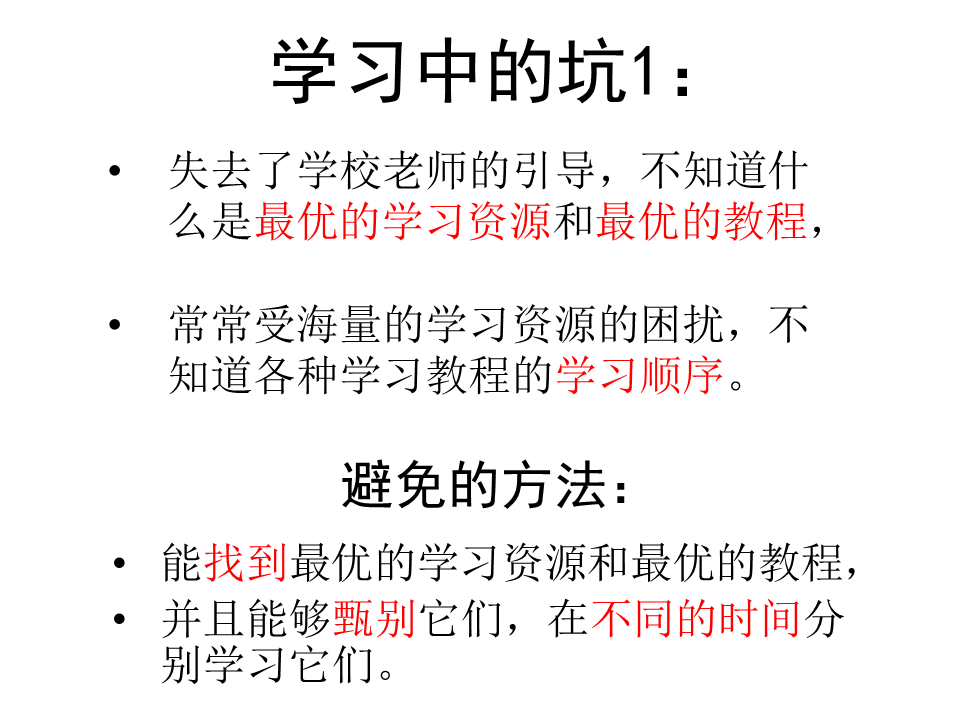 学习中的坑1：
• 失去了学校老师的引导，不知道什
么是最优的学习资源和最优的教程，
• 常常受海量的学习资源的困扰，不
知道各种学习教程的学习顺序。
避免的方法：
• 能找到最优的学习资源和最优的教程，
• 并且能够甄别它们，在不同的时间分
别学习它们。